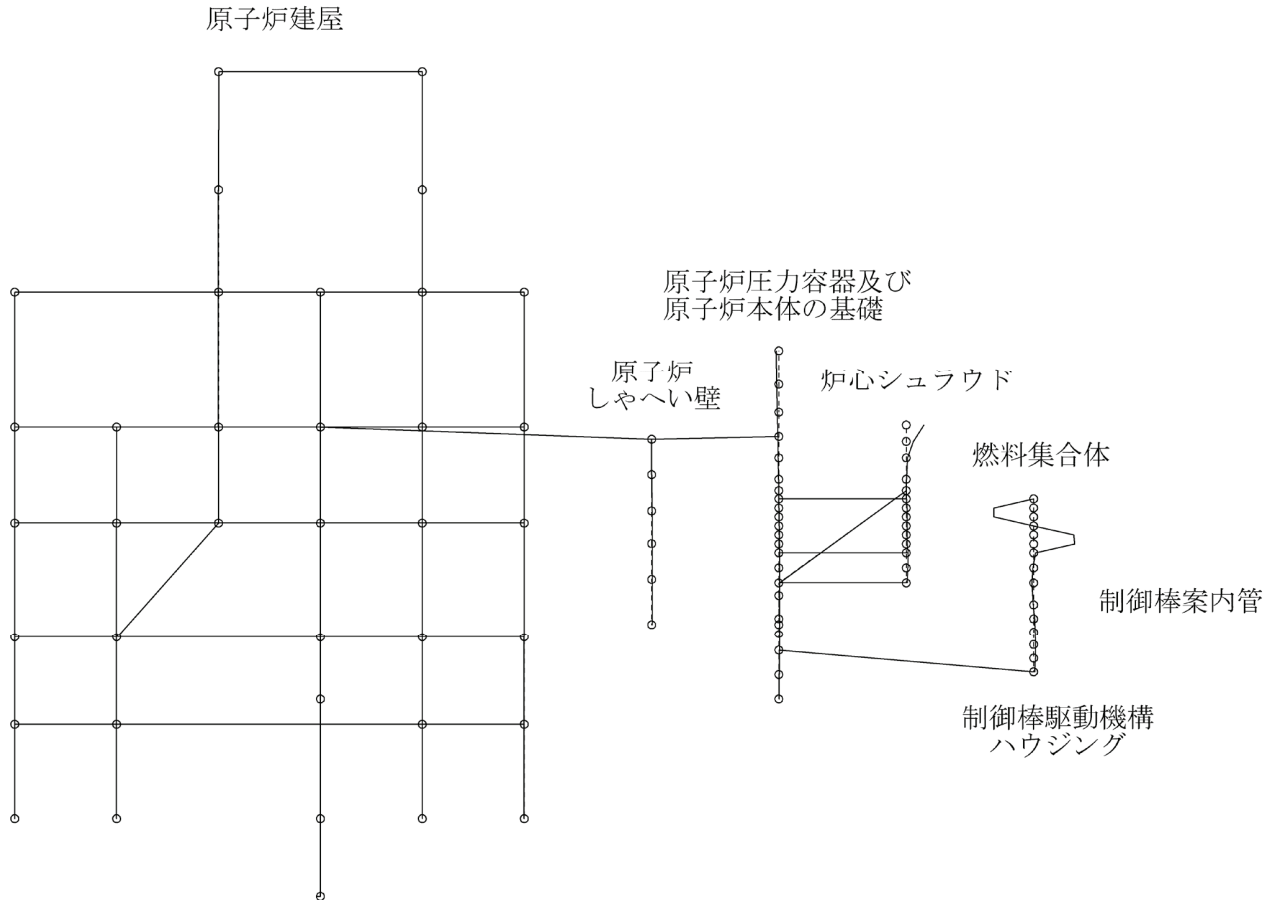 原子炉建屋
原子炉圧力容器及び
原子炉本体の基礎
原子炉
しゃへい壁
炉心シュラウド
燃料集合体
制御棒案内管
制御棒駆動機構
ハウジング